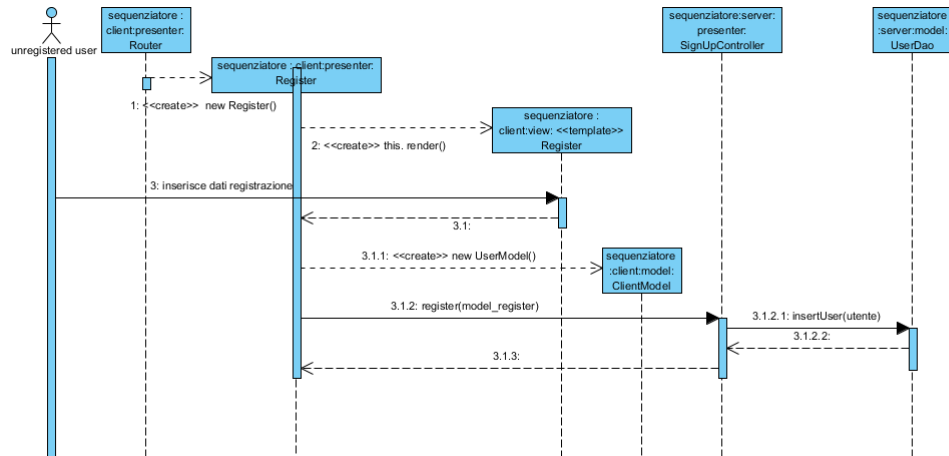 sequenziatore :
client:presenter:
Router
sequenziatore:server:
presenter:
SignUpController
sequenziatore
:server:model:
UserDao
unregistered user
sequenziatore : client:presenter:
Register
1: <<create>> new Register()
sequenziatore :
client:view: <<template>>
Register
2: <<create>> this. render()
3: inserisce dati registrazione
3.1:
3.1.1: <<create>> new UserModel()
sequenziatore
:client:model:
ClientModel
3.1.2: register(model_register)
3.1.2.1: insertUser(utente)
3.1.2.2:
3.1.3: